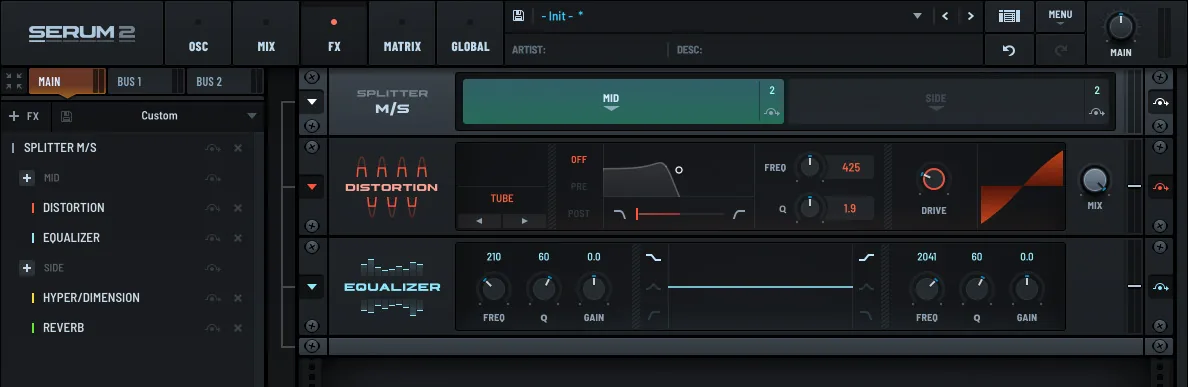 SERUM 2
OSC
MIX
FX
MATRIX
GLOBAL
- Init - *
MENU
ARTIST:
DESC:
MAIN
MAIN
BUS 1
BUS 2
+ FX
Custom
SPLITTER M/S
MID
DISTORTION
EQUALIZER
SIDE
HYPER/DIMENSION
REVERB
SPLITTER
M/S
MID
2
SIDE
2
DISTORTION
TUBE
OFF
PRE
POST
FREQ
425
Q
1.9
DRIVE
MIX
EQUALIZER
210
60
0.0
FREQ
Q
GAIN
2041
60
0.0
FREQ
Q
GAIN